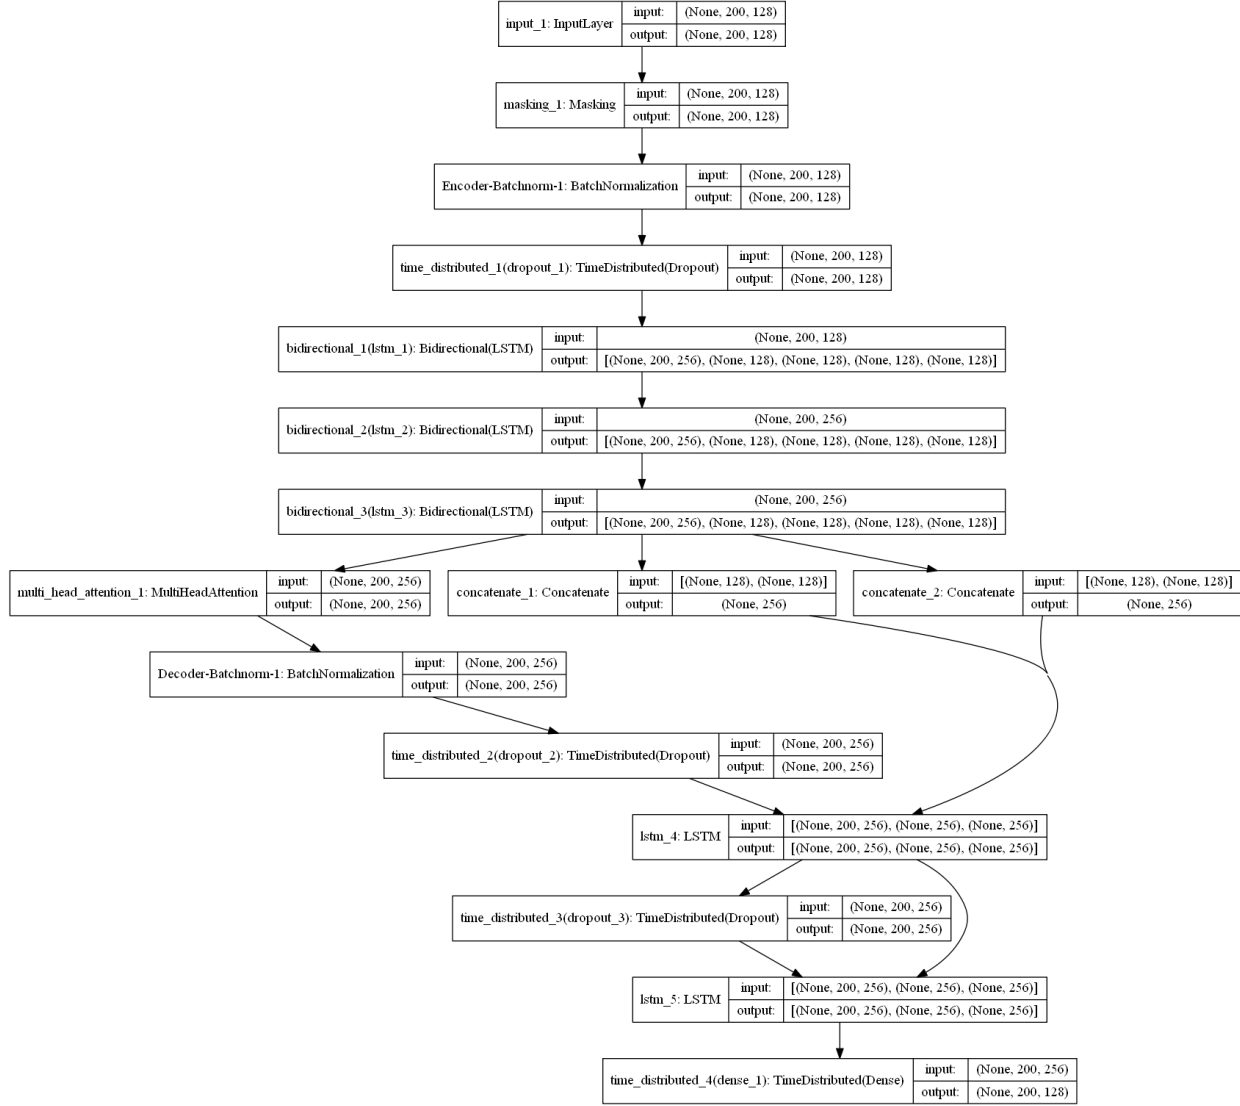 input_1: InputLayer
input: (None, 200, 128)
output: (None, 200, 128)
masking_1: Masking
input: (None, 200, 128)
output: (None, 200, 128)
Encoder-Batchnorm-1: BatchNormalization
input: (None, 200, 128)
output: (None, 200, 128)
time_distributed_1(dropout_1): TimeDistributed(Dropout)
input: (None, 200, 128)
output: (None, 200, 128)
bidirectional_1(lstm_1): Bidirectional(LSTM)
input: (None, 200, 128)
output: [(None, 200, 256), (None, 128), (None, 128), (None, 128), (None, 128)]
bidirectional_2(lstm_2): Bidirectional(LSTM)
input: (None, 200, 256)
output: [(None, 200, 256), (None, 128), (None, 128), (None, 128), (None, 128)]
bidirectional_3(lstm_3): Bidirectional(LSTM)
input: (None, 200, 256)
output: [(None, 200, 256), (None, 128), (None, 128), (None, 128), (None, 128)]
multi_head_attention_1: MultiHeadAttention
input: (None, 200, 256)
output: (None, 200, 256)
concatenate_1: Concatenate
input: [(None, 128), (None, 128)]
output: (None, 256)
concatenate_2: Concatenate
input: [(None, 128), (None, 128)]
output: (None, 256)
Decoder-Batchnorm-1: BatchNormalization
input: (None, 200, 256)
output: (None, 200, 256)
time_distributed_2(dropout_2): TimeDistributed(Dropout)
input: (None, 200, 256)
output: (None, 200, 256)
lstm_4: LSTM
input: [(None, 200, 256), (None, 256), (None, 256)]
output: [(None, 200, 256), (None, 256), (None, 256)]
time_distributed_3(dropout_3): TimeDistributed(Dropout)
input: (None, 200, 256)
output: (None, 200, 256)
lstm_5: LSTM
input: [(None, 200, 256), (None, 256), (None, 256)]
output: [(None, 200, 256), (None, 256), (None, 256)]
time_distributed_4(dense_1): TimeDistributed(Dense)
input: (None, 200, 256)
output: (None, 200, 128)